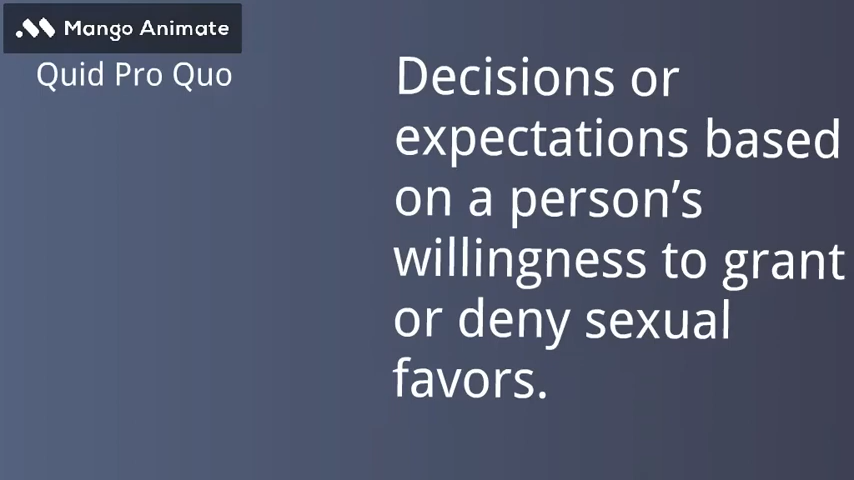 Mango Animate
Quid Pro Quo
Decisions or
expectations based
on a person’s
willingness to grant
or deny sexual
favors.